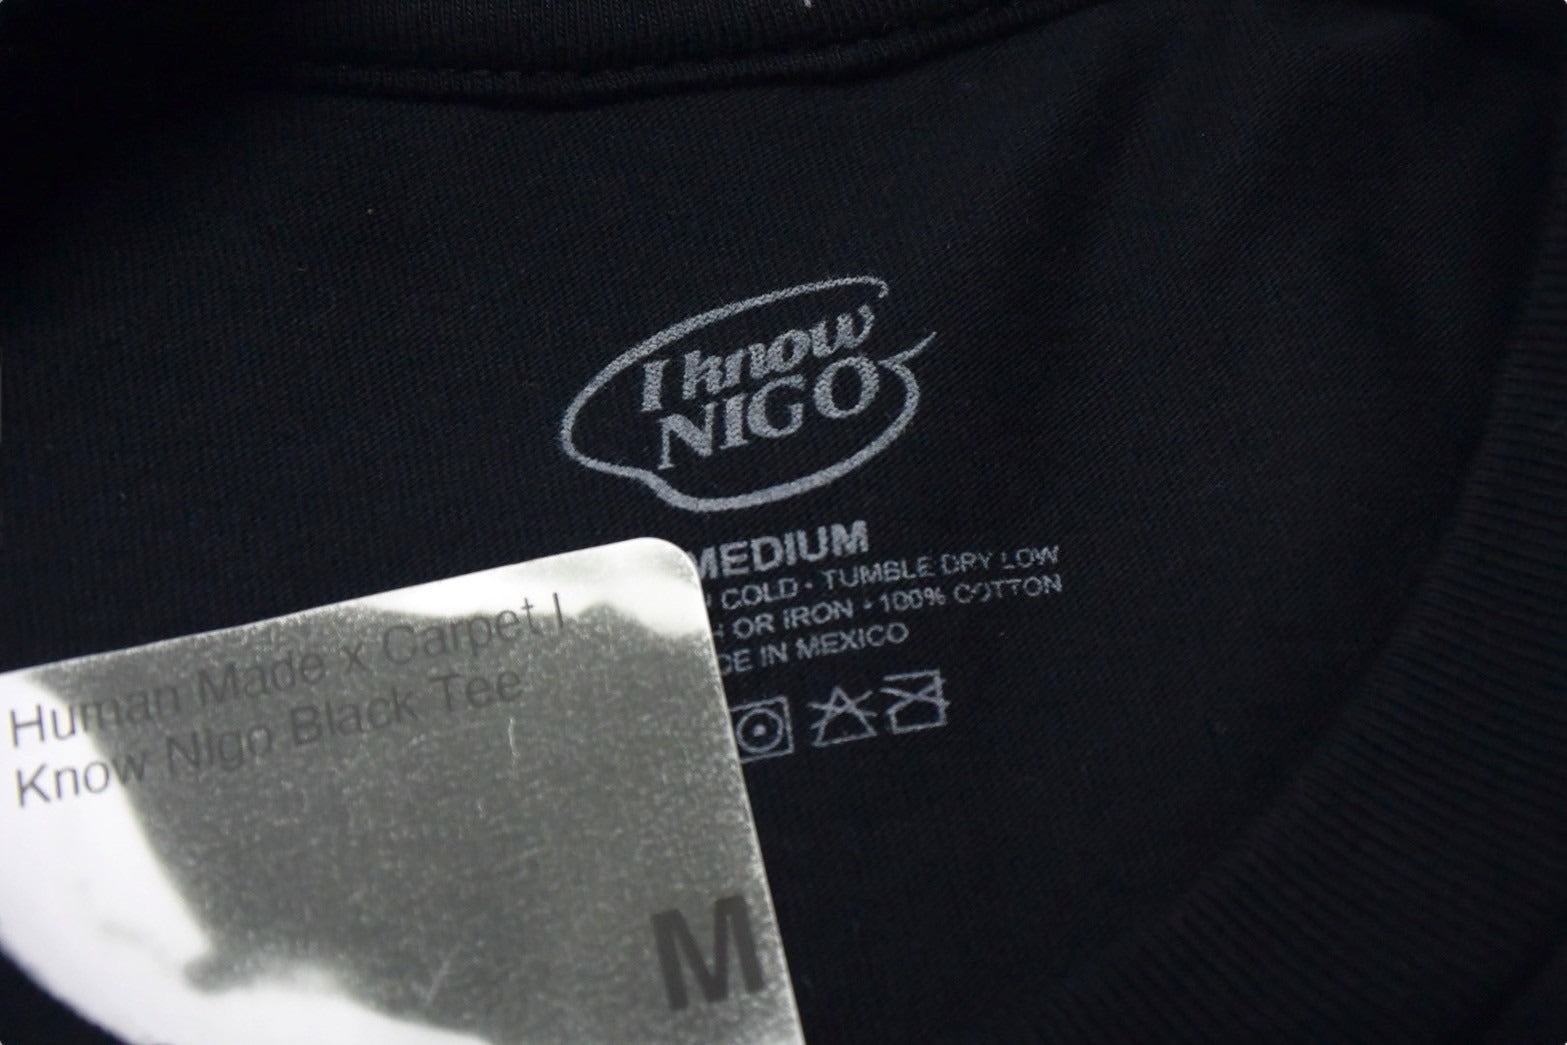 I know
NIGO
MEDIUM
COLD · TUMBLE DRY LOW
OR IRON · 100% COTTON
IN MEXICO
Human Made x Carpet I
Know NIgo Black Tee
M